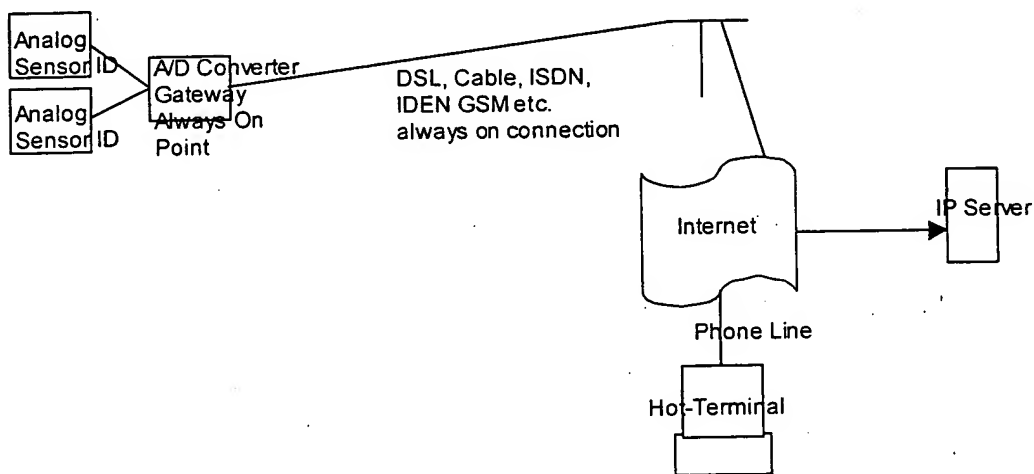 Analog
Sensor ID
Analog
Sensor ID
A/D Converter
Gateway
Always On
Point
DSL, Cable, ISDN,
IDEN GSM etc.
always on connection
Internet
IP Server
Phone Line
Hot-Terminal